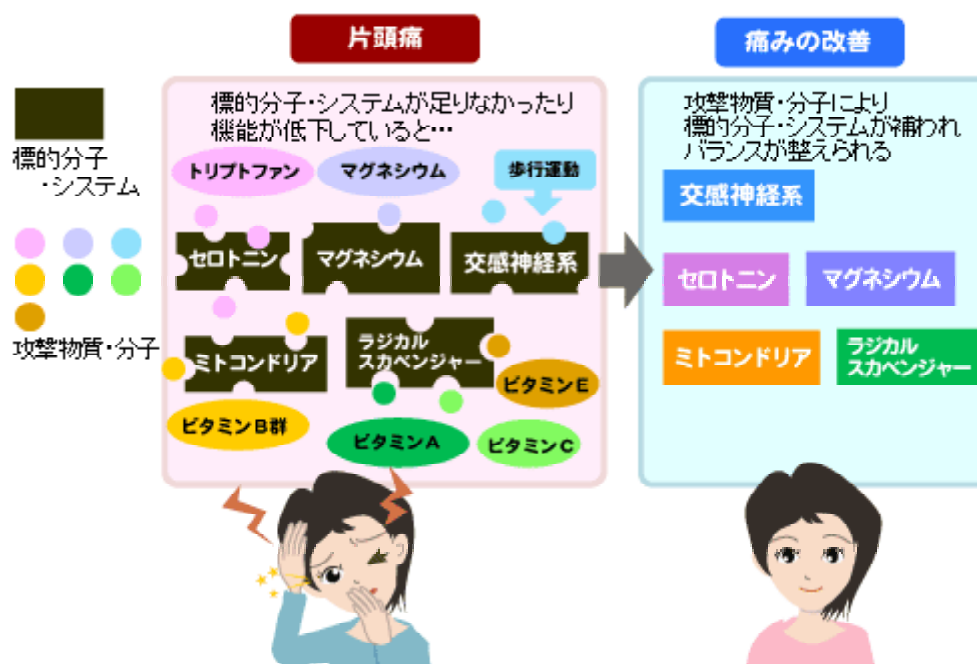 片頭痛
痛みの改善
標的分子
・システム
攻撃物質・分子
標的分子・システムが足りなかったり
機能が低下していると…
トリプトファン
マグネシウム
歩行運動
セロトニン
マグネシウム
交感神経系
ミトコンドリア
ラジカル
スカベンジャー
ビタミンE
ビタミンB群
ビタミンA
ビタミンC
攻撃物質・分子により
標的分子・システムが補われ
バランスが整えられる
交感神経系
セロトニン
マグネシウム
ミトコンドリア
ラジカル
スカベンジャー